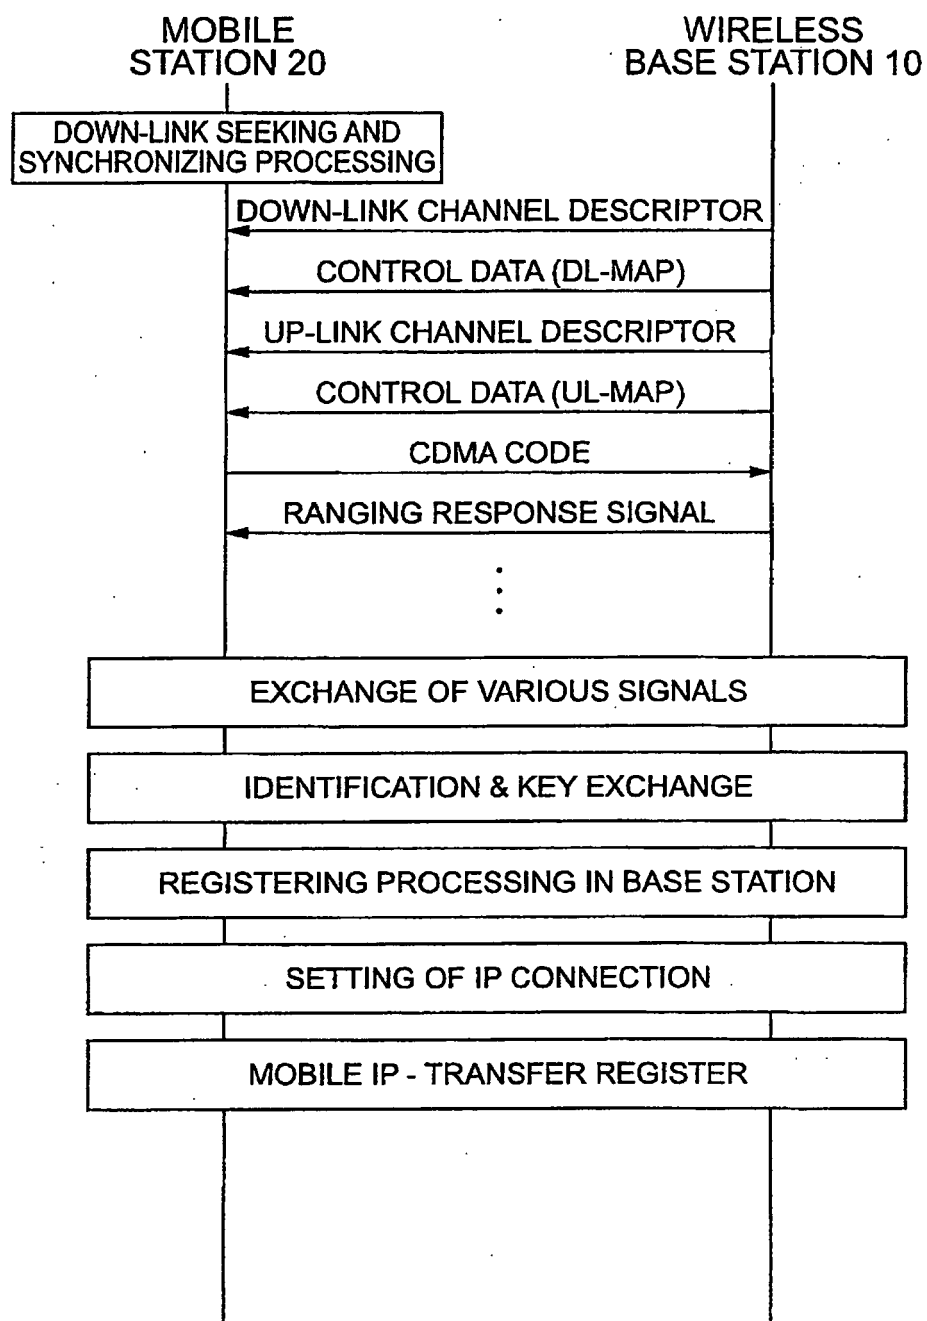 MOBILE
STATION 20
WIRELESS
BASE STATION 10
DOWN-LINK SEEKING AND
SYNCHRONIZING PROCESSING
DOWN-LINK CHANNEL DESCRIPTOR
CONTROL DATA (DL-MAP)
UP-LINK CHANNEL DESCRIPTOR
CONTROL DATA (UL-MAP)
CDMA CODE
RANGING RESPONSE SIGNAL
EXCHANGE OF VARIOUS SIGNALS
IDENTIFICATION & KEY EXCHANGE
REGISTERING PROCESSING IN BASE STATION
SETTING OF IP CONNECTION
MOBILE IP - TRANSFER REGISTER